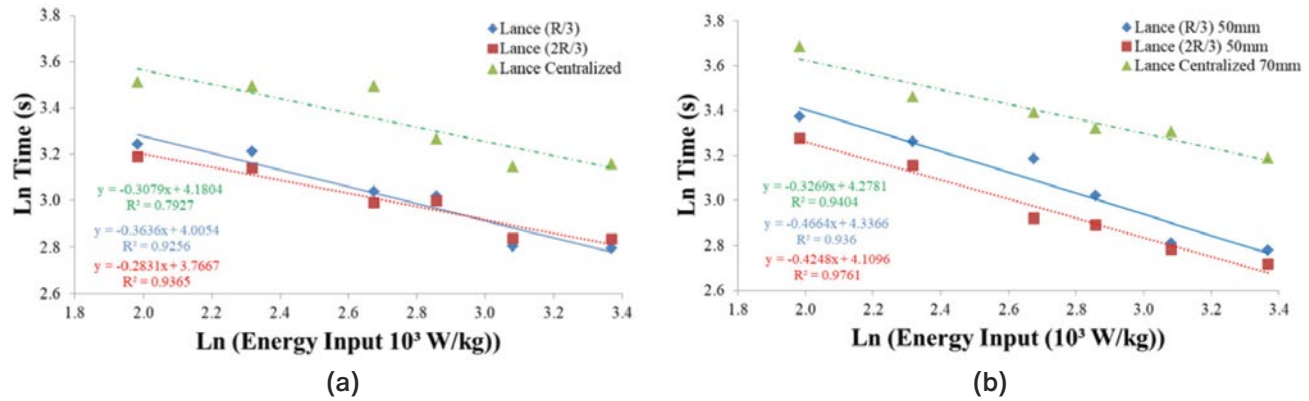 3.8
3.6
3.4
3.2
3.0
2.8
2.6
Ln Time (s)
Lance (R/3)
Lance (2R/3)
Lance Centralized
y = -0.3079x + 4.1804
R² = 0.7927
y = -0.3636x + 4.0054
R² = 0.9256
y = -0.2831x + 3.7667
R² = 0.9365
1.8 2.0 2.2 2.4 2.6 2.8 3.0 3.2 3.4
Ln (Energy Input 10³ W/kg))
(a)
3.8
3.6
3.4
3.2
3.0
2.8
2.6
Ln Time (s)
Lance (R/3) 50mm
Lance (2R/3) 50mm
Lance Centralized 70mm
y = -0.3269x + 4.2781
R² = 0.9404
y = -0.4664x + 4.3366
R² = 0.936
y = -0.4248x + 4.1096
R² = 0.9761
1.8 2.0 2.2 2.4 2.6 2.8 3.0 3.2 3.4
Ln (Energy Input (10³ W/kg))
(b)